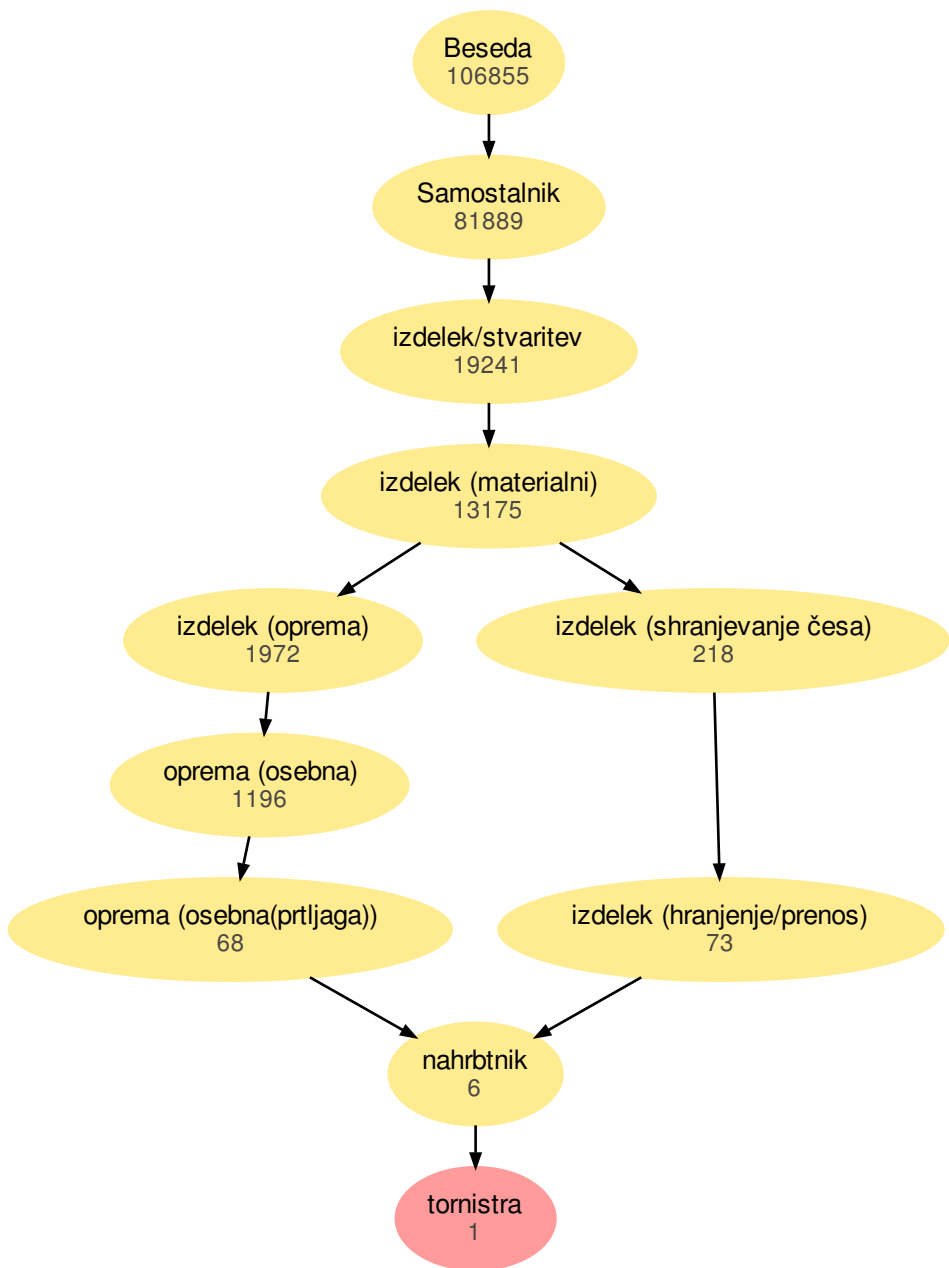 Beseda
106855
Samostalnik
81889
izdelek/stvaritev
19241
izdelek (materialni)
13175
izdelek (oprema)
1972
izdelek (shranjevanje česa)
218
oprema (osebna)
1196
oprema (osebna(prtljaga))
68
izdelek (hranjenje/prenos)
73
nahrbtnik
6
tornistra
1